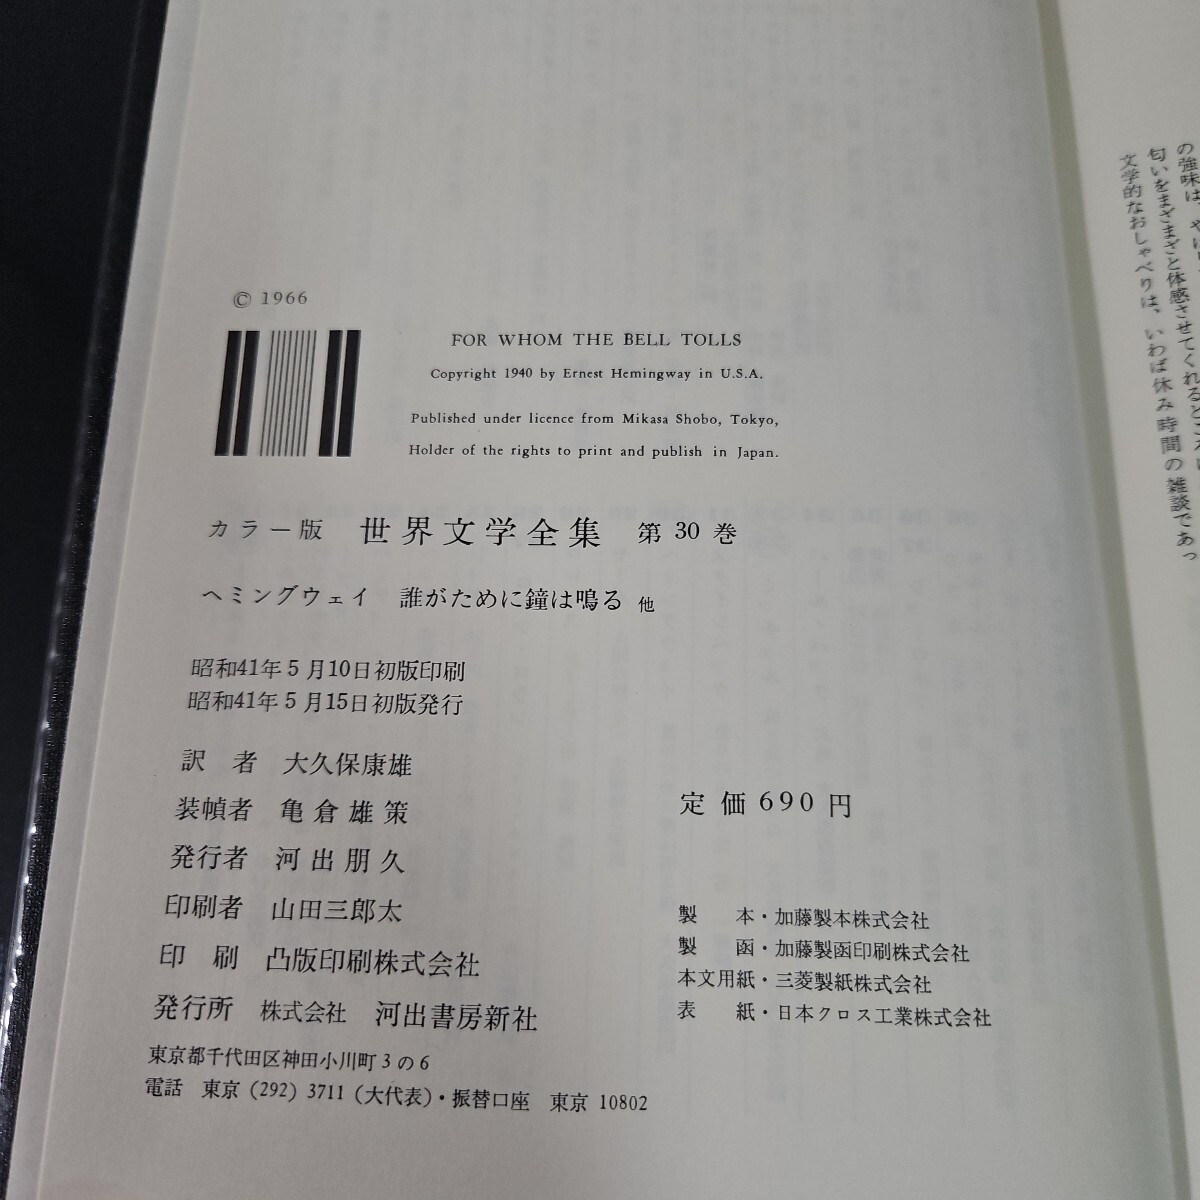 © 1966
FOR WHOM THE BELL TOLLS
Copyright 1940 by Ernest Hemingway in U.S.A.
Published under licence from Mikasa Shobo, Tokyo,
Holder of the rights to print and publish in Japan.
カラー版 世界文学全集 第30巻
ヘミングウェイ 誰がために鐘は鳴る 他
昭和41年5月10日初版印刷
昭和41年5月15日初版発行
訳者 大久保康雄
装幀者 亀倉雄策
発行者 河出朋久
印刷者 山田三郎太
印刷 凸版印刷株式会社
発行所 株式会社 河出書房新社
東京都千代田区神田小川町3の6
電話 東京 (292) 3711 (大代表)・振替口座 東京 10802
定価690円
製本・加藤製本株式会社
製函・加藤製函印刷株式会社
本文用紙・三菱製紙株式会社
表紙・日本クロス工業株式会社
の強味は、
匂いをまざまざと体感させてくれるところに
文学的なおしゃべりは、いわば休み時間の雑談であっ